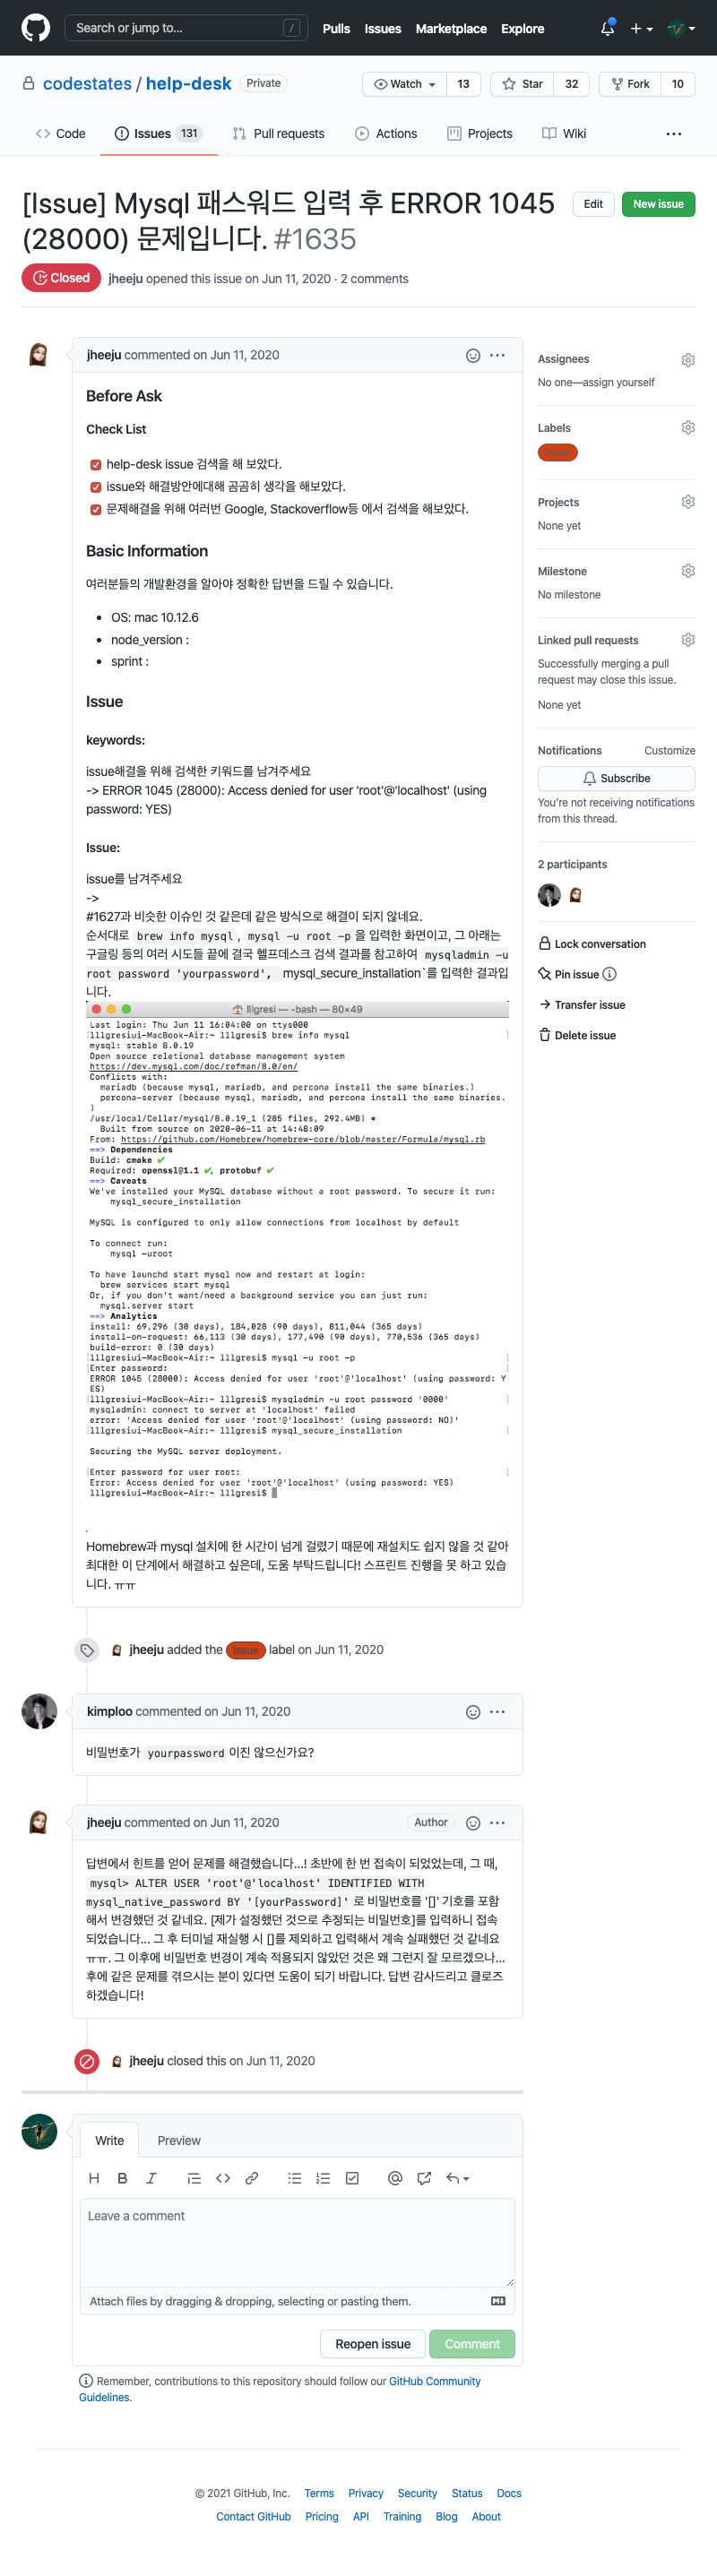 Search or jump to...
/
Pulls Issues Marketplace Explore
codestates / help-desk Private
Watch 13 Star 32 Fork 10
Code Issues 131 Pull requests Actions Projects Wiki
[Issue] Mysql 패스워드 입력 후 ERROR 1045
(28000) 문제입니다. #1635
Edit New issue
Closed jheeju opened this issue on Jun 11, 2020 · 2 comments
jheeju commented on Jun 11, 2020
Before Ask
Check List
help-desk issue 검색을 해 보았다.
issue와 해결방안에대해 곰곰히 생각을 해보았다.
문제해결을 위해 여러번 Google, Stackoverflow등 에서 검색을 해보았다.
Basic Information
여러분들의 개발환경을 알아야 정확한 답변을 드릴 수 있습니다.
• OS: mac 10.12.6
• node_version :
• sprint :
Issue
keywords:
issue해결을 위해 검색한 키워드를 남겨주세요
-> ERROR 1045 (28000): Access denied for user 'root'@'localhost' (using
password: YES)
Issue:
issue를 남겨주세요
->
#1627과 비슷한 이슈인 것 같은데 같은 방식으로 해결이 되지 않네요.
순서대로 brew info mysql , mysql -u root -p 을 입력한 화면이고, 그 아래는
구글링 등의 여러 시도들 끝에 결국 헬프데스크 검색 결과를 참고하여 mysqladmin -u
root password 'yourpassword', mysql_secure_installation`를 입력한 결과입
니다.
lllgresi — -bash — 80×49
Last login: Thu Jun 11 16:04:00 on ttys000
lllgresiui-MacBook-Air:~ lllgresi$ brew info mysql
mysql: stable 8.0.19
Open source relational database management system
https://dev.mysql.com/doc/refman/8.0/en/
Conflicts with:
mariadb (because mysql, mariadb, and percona install the same binaries.)
percona-server (because mysql, mariadb, and percona install the same binaries.
)
/usr/local/Cellar/mysql/8.0.19_1 (285 files, 292.4MB) *
Built from source on 2020-06-11 at 14:48:09
From: https://github.com/Homebrew/homebrew-core/blob/master/Formula/mysql.rb
==> Dependencies
Build: cmake ✔
Required: openssl@1.1 ✔, protobuf ✔
==> Caveats
We've installed your MySQL database without a root password. To secure it run:
mysql_secure_installation
MySQL is configured to only allow connections from localhost by default
To connect run:
mysql -uroot
To have launchd start mysql now and restart at login:
brew services start mysql
Or, if you don't want/need a background service you can just run:
mysql.server start
==> Analytics
install: 69,296 (30 days), 184,028 (90 days), 811,044 (365 days)
install-on-request: 66,113 (30 days), 177,490 (90 days), 770,536 (365 days)
build-error: 0 (30 days)
lllgresiui-MacBook-Air:~ lllgresi$ mysql -u root -p
Enter password:
ERROR 1045 (28000): Access denied for user 'root'@'localhost' (using password: Y
ES)
lllgresiui-MacBook-Air:~ lllgresi$ mysqladmin -u root password '0000'
mysqladmin: connect to server at 'localhost' failed
error: 'Access denied for user 'root'@'localhost' (using password: NO)'
lllgresiui-MacBook-Air:~ lllgresi$ mysql_secure_installation
Securing the MySQL server deployment.
Enter password for user root:
Error: Access denied for user 'root'@'localhost' (using password: YES)
lllgresiui-MacBook-Air:~ lllgresi$
Homebrew과 mysql 설치에 한 시간이 넘게 걸렸기 때문에 재설치도 쉽지 않을 것 같아
최대한 이 단계에서 해결하고 싶은데, 도움 부탁드립니다! 스프린트 진행을 못 하고 있습
니다. ㅠㅠ
jheeju added the issue label on Jun 11, 2020
kimploo commented on Jun 11, 2020
비밀번호가 yourpassword 이진 않으신가요?
jheeju commented on Jun 11, 2020 Author
답변에서 힌트를 얻어 문제를 해결했습니다...! 초반에 한 번 접속이 되었었는데, 그 때,
mysql> ALTER USER 'root'@'localhost' IDENTIFIED WITH
mysql_native_password BY '[yourPassword]' 로 비밀번호를 '[]' 기호를 포함
해서 변경했던 것 같네요. [제가 설정했던 것으로 추정되는 비밀번호]를 입력하니 접속
되었습니다... 그 후 터미널 재실행 시 []를 제외하고 입력해서 계속 실패했던 것 같네요
ㅠㅠ. 그 이후에 비밀번호 변경이 계속 적용되지 않았던 것은 왜 그런지 잘 모르겠으나...
후에 같은 문제를 겪으시는 분이 있다면 도움이 되기 바랍니다. 답변 감사드리고 클로즈
하겠습니다!
jheeju closed this on Jun 11, 2020
Write Preview
Leave a comment
Attach files by dragging & dropping, selecting or pasting them.
Reopen issue Comment
Remember, contributions to this repository should follow our GitHub Community
Guidelines.
Assignees
No one—assign yourself
Labels
issue
Projects
None yet
Milestone
No milestone
Linked pull requests
Successfully merging a pull
request may close this issue.
None yet
Notifications Customize
Subscribe
You're not receiving notifications
from this thread.
2 participants
Lock conversation
Pin issue
Transfer issue
Delete issue
© 2021 GitHub, Inc. Terms Privacy Security Status Docs
Contact GitHub Pricing API Training Blog About